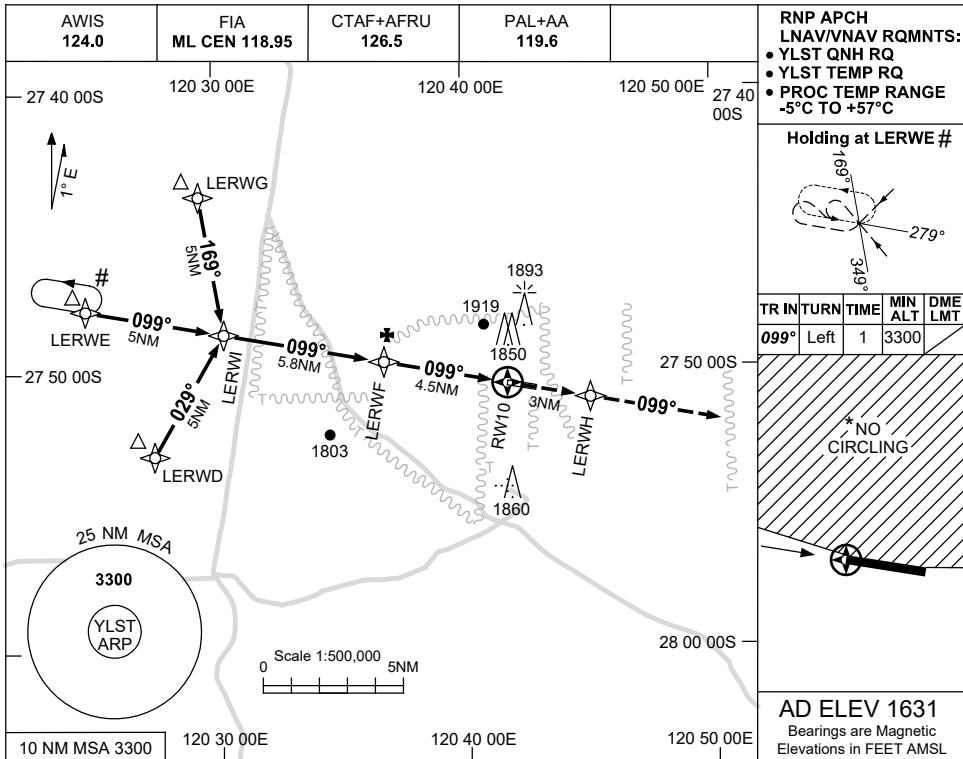 AWIS
124.0
FIA
ML CEN 118.95
CTAF+AFRU
126.5
PAL+AA
119.6
RNP APCH
LNAV/VNAV RQMNTS:
• YLST QNH RQ
• YLST TEMP RQ
• PROC TEMP RANGE
-5°C TO +57°C
27 40 00S
120 30 00E
120 40 00E
120 50 00E
27 40
00S
1° E
LERWG
169°
5NM
#
LERWE
099°
5NM
LERWI
029°
5NM
LERWD
099°
5.8NM
LERWF
099°
4.5NM
RW10
3NM
LERWH
099°
1893
1919
1850
1803
1860
27 50 00S
27 50 00S
25 NM MSA
3300
YLST
ARP
Scale 1:500,000
0
5NM
28 00 00S
10 NM MSA 3300
120 30 00E
120 40 00E
120 50 00E
Holding at LERWE #
169°
279°
349°
TR IN TURN TIME MIN ALT DME LMT
099° Left 1 3300
*NO
CIRCLING
AD ELEV 1631
Bearings are Magnetic
Elevations in FEET AMSL